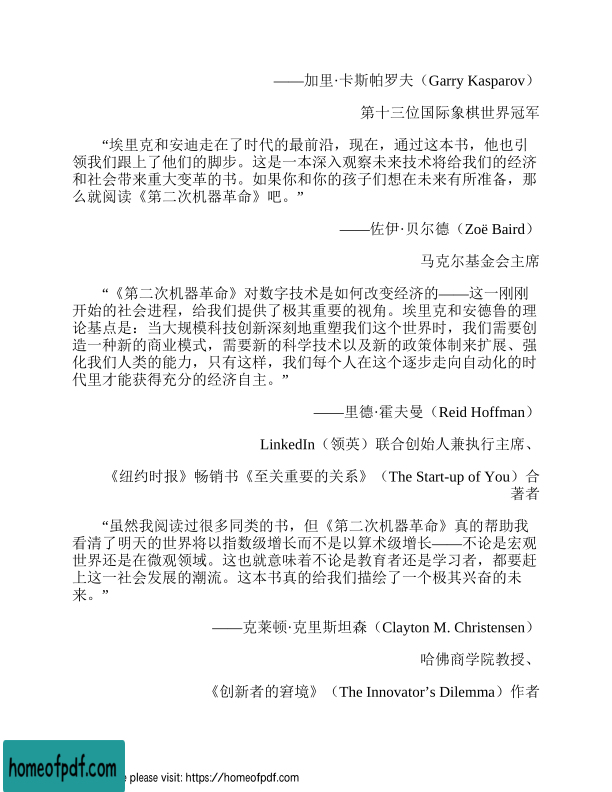 ——加里·卡斯帕罗夫（Garry Kasparov）
第十三位国际象棋世界冠军
“埃里克和安迪走在了时代的最前沿，现在，通过这本书，他也引
领我们跟上了他们的脚步。这是一本深入观察未来技术将给我们的经济
和社会带来重大变革的书。如果你和你的孩子们想在未来有所准备，那
么就阅读《第二次机器革命》吧。”
——佐伊·贝尔德（Zoë Baird）
马克尔基金会主席
“《第二次机器革命》对数字技术是如何改变经济的——这一刚刚
开始的社会进程，给我们提供了极其重要的视角。埃里克和安德鲁的理
论基点是：当大规模科技创新深刻地重塑我们这个世界时，我们需要创
造一种新的商业模式，需要新的科学技术以及新的政策体制来扩展、强
化我们人类的能力，只有这样，我们每个人在这个逐步走向自动化的时
代里才能获得充分的经济自主。”
——里德·霍夫曼（Reid Hoffman）
LinkedIn（领英）联合创始人兼执行主席、
《纽约时报》畅销书《至关重要的关系》（The Start-up of You）合
著者
“虽然我阅读过很多同类的书，但《第二次机器革命》真的帮助我
看清了明天的世界将以指数级增长而不是以算术级增长——不论是宏观
世界还是在微观领域。这也就意味着不论是教育者还是学习者，都要赶
上这一社会发展的潮流。这本书真的给我们描绘了一个极其兴奋的未
来。”
——克莱顿·克里斯坦森（Clayton M. Christensen）
哈佛商学院教授、
《创新者的窘境》（The Innovator’s Dilemma）作者
homeofpdf.com
please visit: https://homeofpdf.com